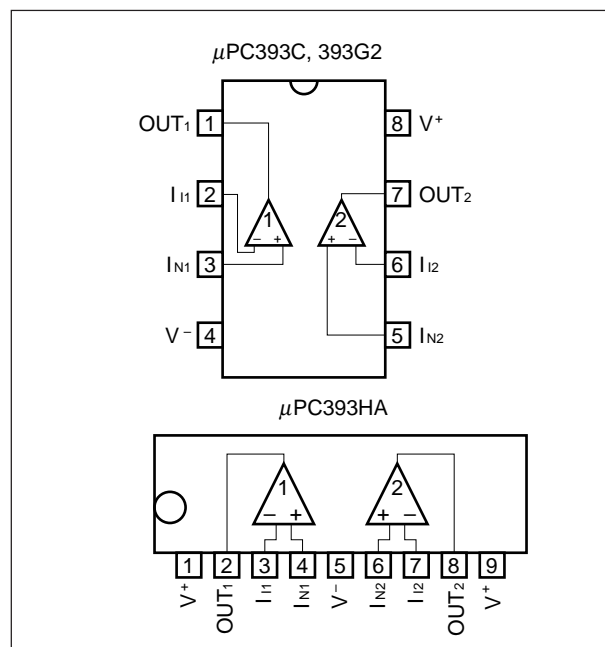 μPC393C, 393G2
OUT1 1 8 V+
II1 2 7 OUT2
1 2
− + + −
IN1 3 6 II2
V− 4 5 IN2
μPC393HA
1 2
− + + −
1 2 3 4 5 6 7 8 9
V+ OUT1 II1 IN1 V− IN2 II2 OUT2 V+